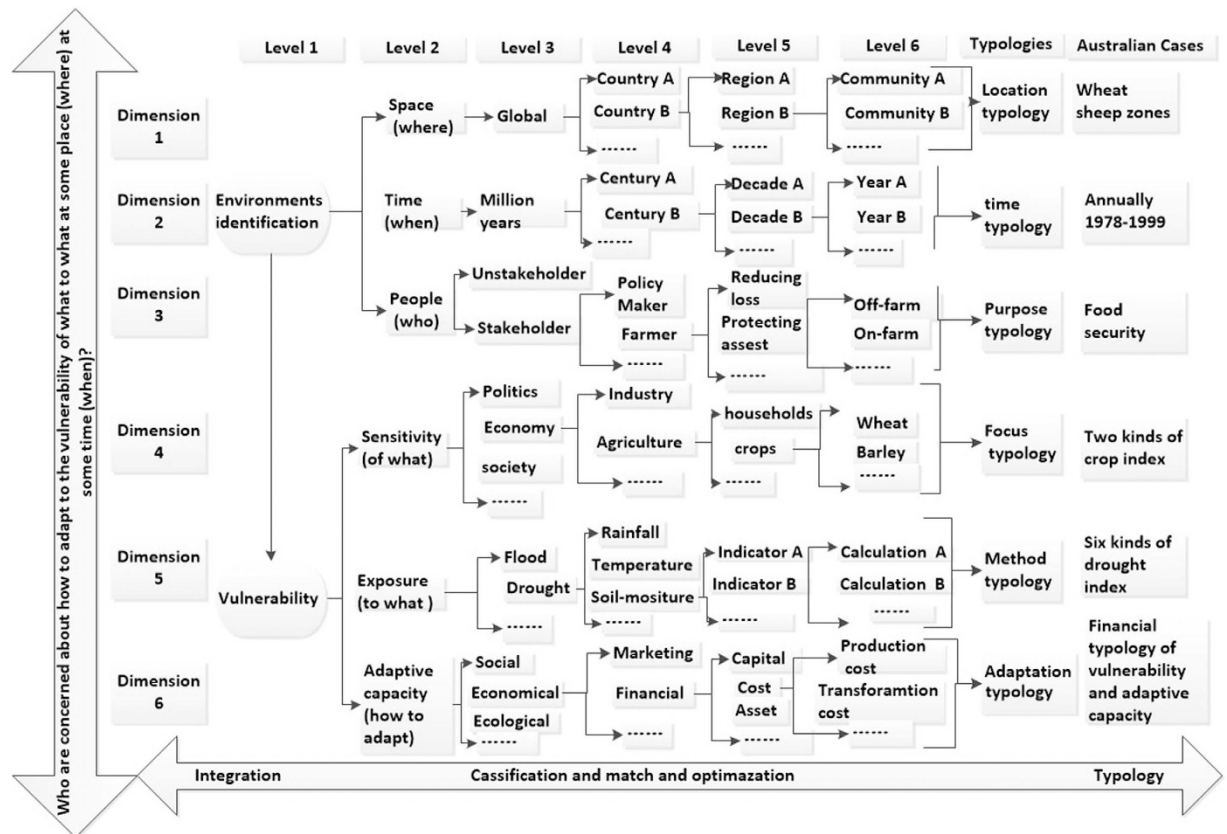 Who are concerned about how to adapt to the vulnerability of what to what at some place (where) at
some time (when)?
Level 1
Level 2
Level 3
Level 4
Level 5
Level 6
Typologies
Australian Cases
Dimension
1
Space
(where)
Global
Country A
Country B
------
Region A
Region B
------
Community A
Community B
------
Location
typology
Wheat
sheep zones
Dimension
2
Environments
identification
Time
(when)
Million
years
Century A
Century B
------
Decade A
Decade B
------
Year A
Year B
------
time
typology
Annually
1978-1999
Dimension
3
People
(who)
Unstakeholder
Stakeholder
Policy
Maker
Farmer
------
Reducing
loss
Protecting
assest
------
Off-farm
On-farm
------
Purpose
typology
Food
security
Dimension
4
Sensitivity
(of what)
Politics
Economy
society
------
Industry
Agriculture
------
households
crops
------
Wheat
Barley
------
Focus
typology
Two kinds of
crop index
Dimension
5
Vulnerability
Exposure
(to what )
Flood
Drought
------
Rainfall
Temperature
Soil-mositure
------
Indicator A
Indicator B
------
Calculation A
Calculation B
------
Method
typology
Six kinds of
drought
index
Dimension
6
Adaptive
capacity
(how to
adapt)
Social
Economical
Ecological
------
Marketing
Financial
------
Capital
Cost
Asset
------
Production
cost
Transforamtion
cost
------
Adaptation
typology
Financial
typology of
vulnerability
and adaptive
capacity
Integration
Cassification and match and optimazation
Typology